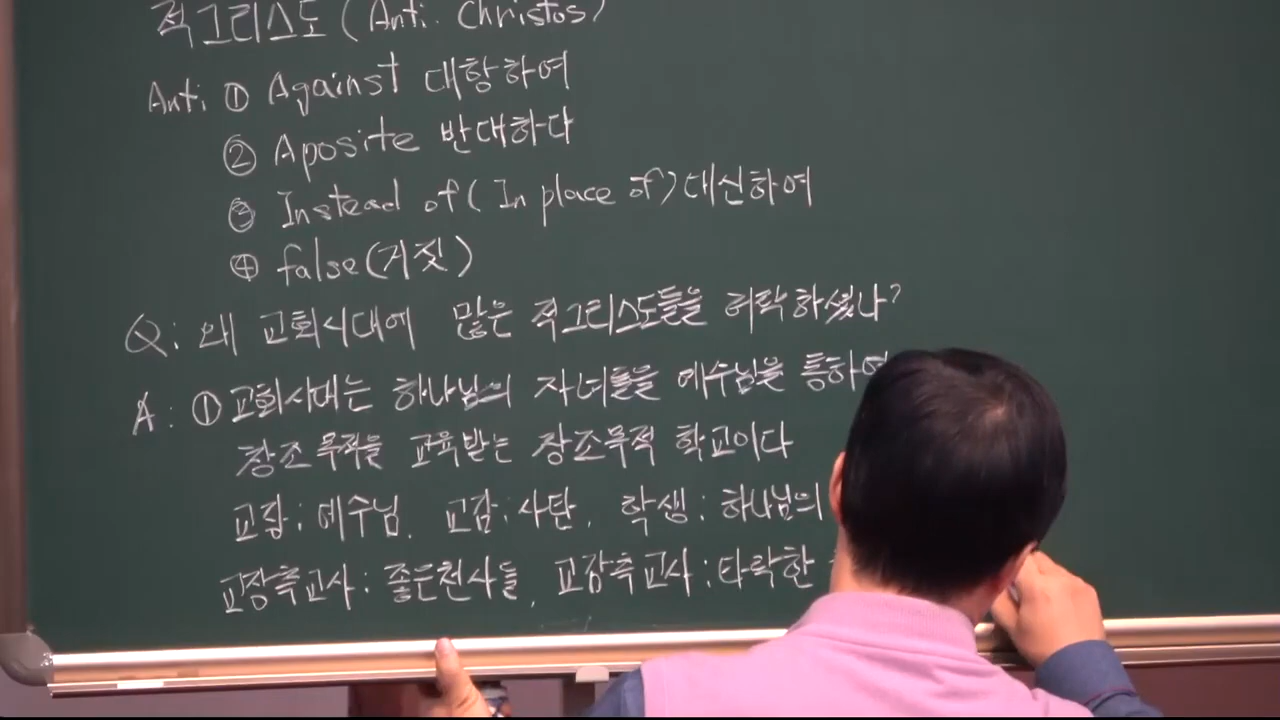 적그리스도(Anti. Christos)
Anti ① Against 대항하여
② Aposite 반대하다
③ Instead of(In place of)대신하여
④ false(거짓)
Q: 왜 교회시대에 많은 적그리스도들을 허락하셨나?
A: ①교회시대는 하나님의 자녀들을 예수님을 통하여
창조목적을 교육받는 창조목적 학교이다
교장:예수님. 교감:사탄. 학생:하나님의
교장측교사:좋은천사들. 교감측교사:타락한